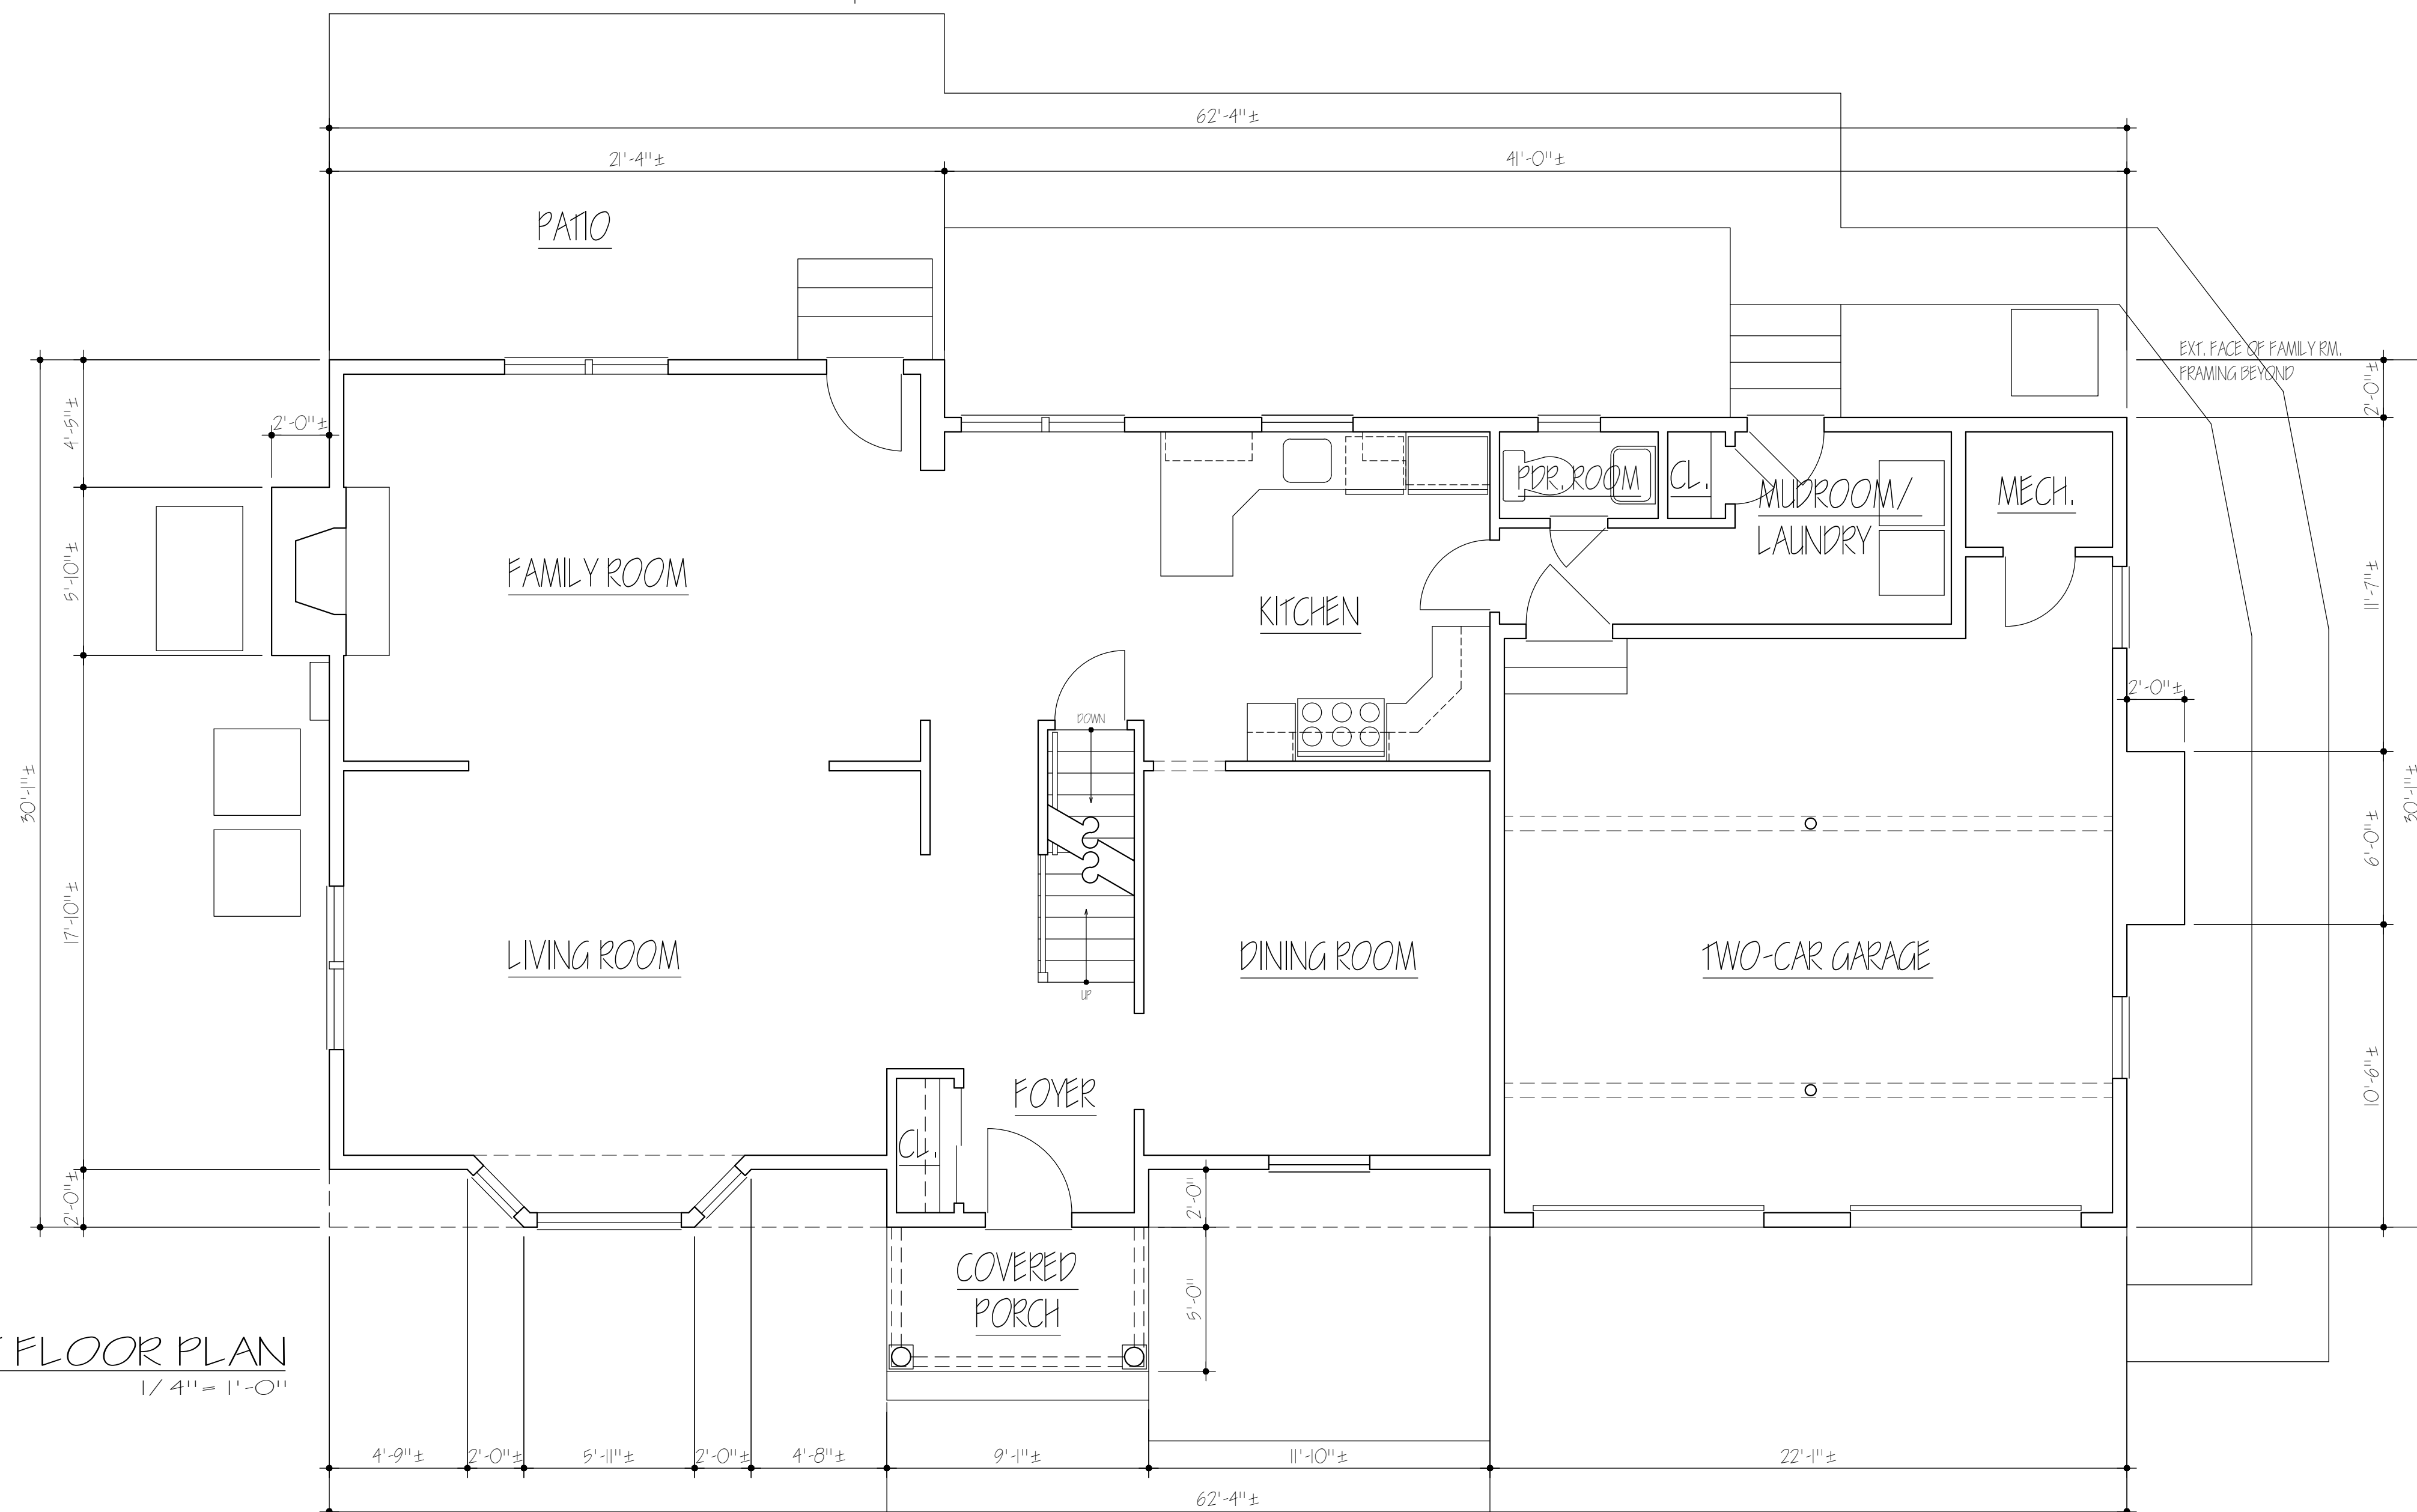 62'-4"±
21'-4"±
41'-0"±
PATIO
EXT. FACE OF FAMILY RM.
FRAMING BEYOND
2'-0"±
4'-5"±
2'-0"±
PDR. ROOM
CL.
MUDROOM/
LAUNDRY
MECH.
5'-10"±
FAMILY ROOM
KITCHEN
11'-7"±
2'-0"±
DOWN
30'-1"±
30'-1"±
9'-0"±
17'-10"±
LIVING ROOM
DINING ROOM
TWO-CAR GARAGE
UP
10'-6"±
FOYER
CL.
2'-0"±
2'-0"
COVERED
PORCH
5'-0"
FLOOR PLAN
1/4"= 1'-0"
4'-9"±
2'-0"±
5'-11"±
2'-0"±
4'-8"±
9'-1"±
11'-10"±
22'-1"±
62'-4"±